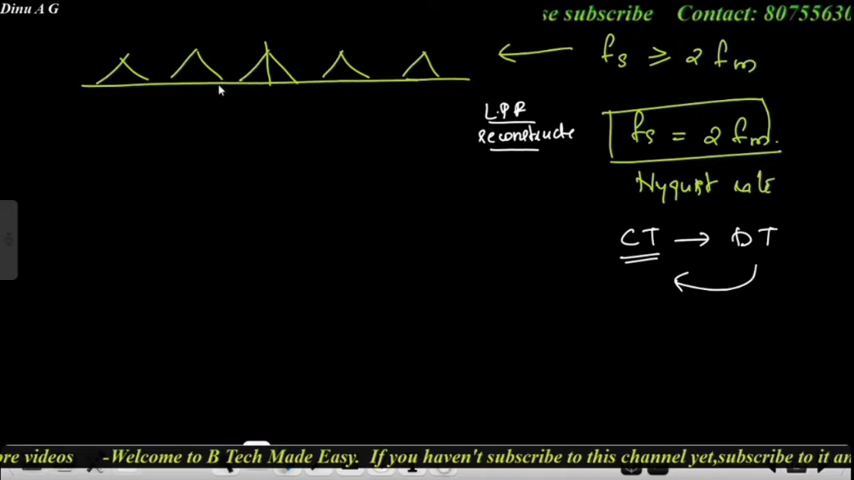 Dinu A G
se subscribe Contact: 80755630
fs ≥ 2 fm
L.P.F
reconstructe
fs = 2 fm.
Nyquist rate
CT → DT
ore videos -Welcome to B Tech Made Easy. If you haven't subscribe to this channel yet,subscribe to it an